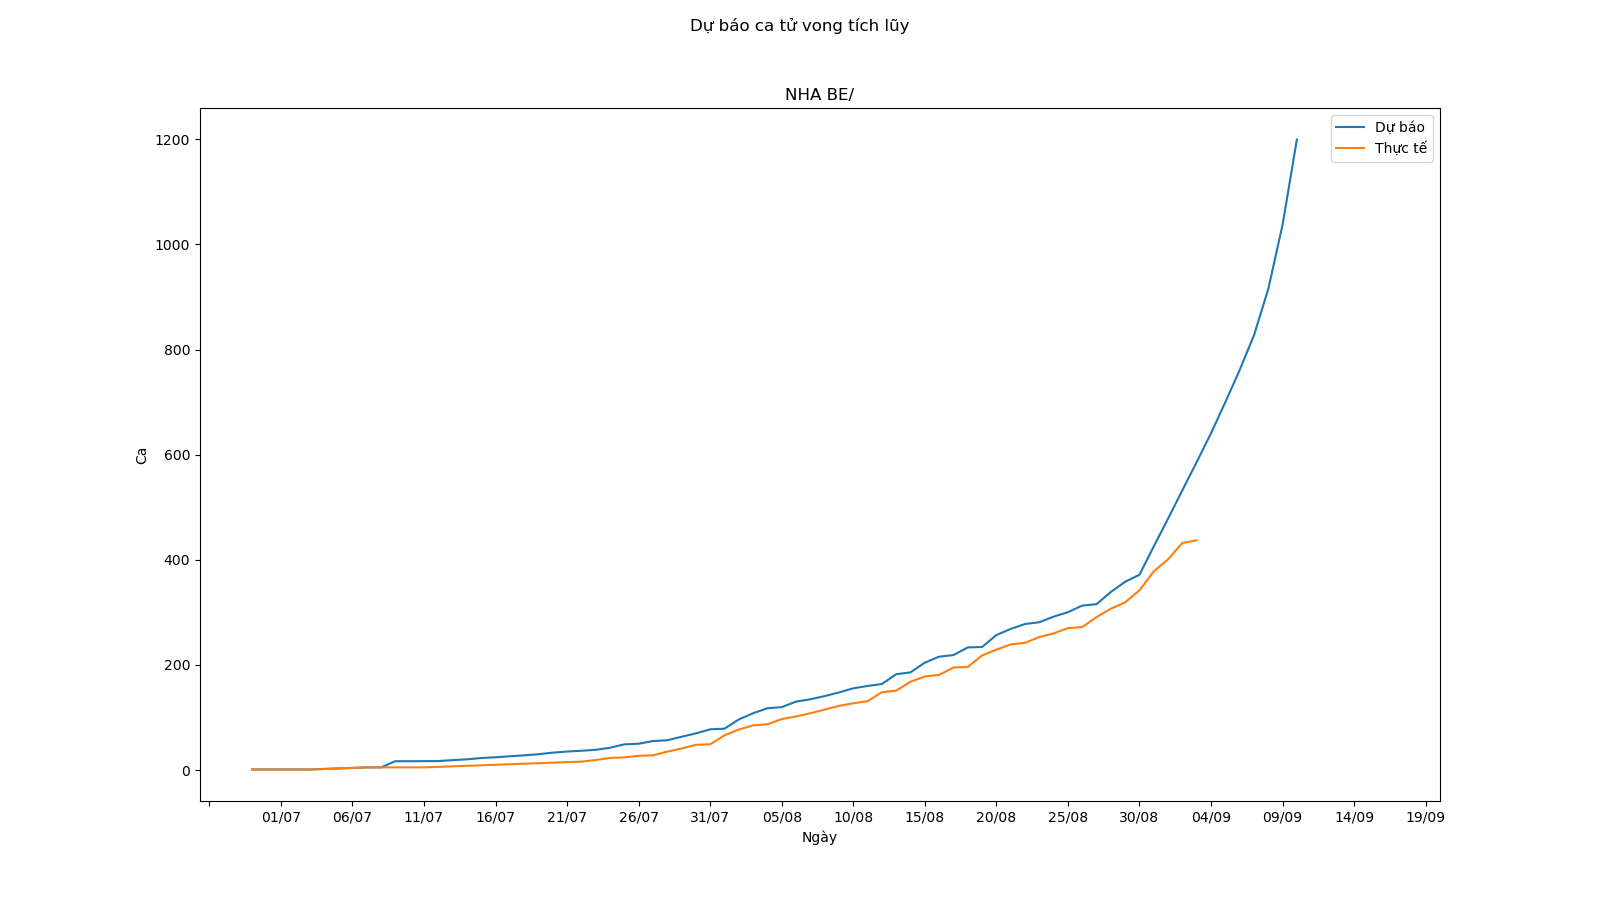 Dự báo ca tử vong tích lũy
NHA BE/
Dự báo
Thực tế
1200
1000
800
600
400
200
0
Ca
01/07 06/07 11/07 16/07 21/07 26/07 31/07 05/08 10/08 15/08 20/08 25/08 30/08 04/09 09/09 14/09 19/09
Ngày